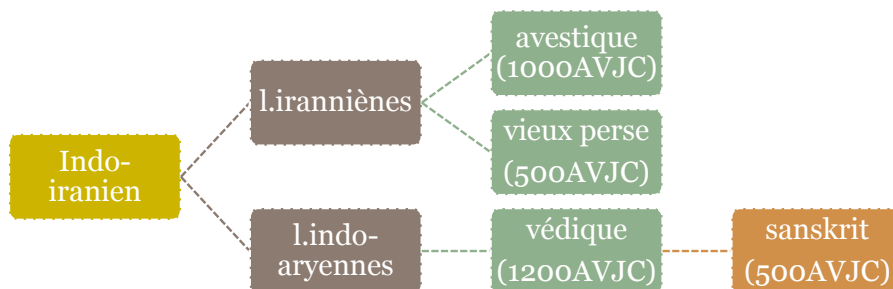 Indo-
iranien
l.iranniènes
avestique
(1000AVJC)
vieux perse
(500AVJC)
l.indo-
aryennes
védique
(1200AVJC)
sanskrit
(500AVJC)